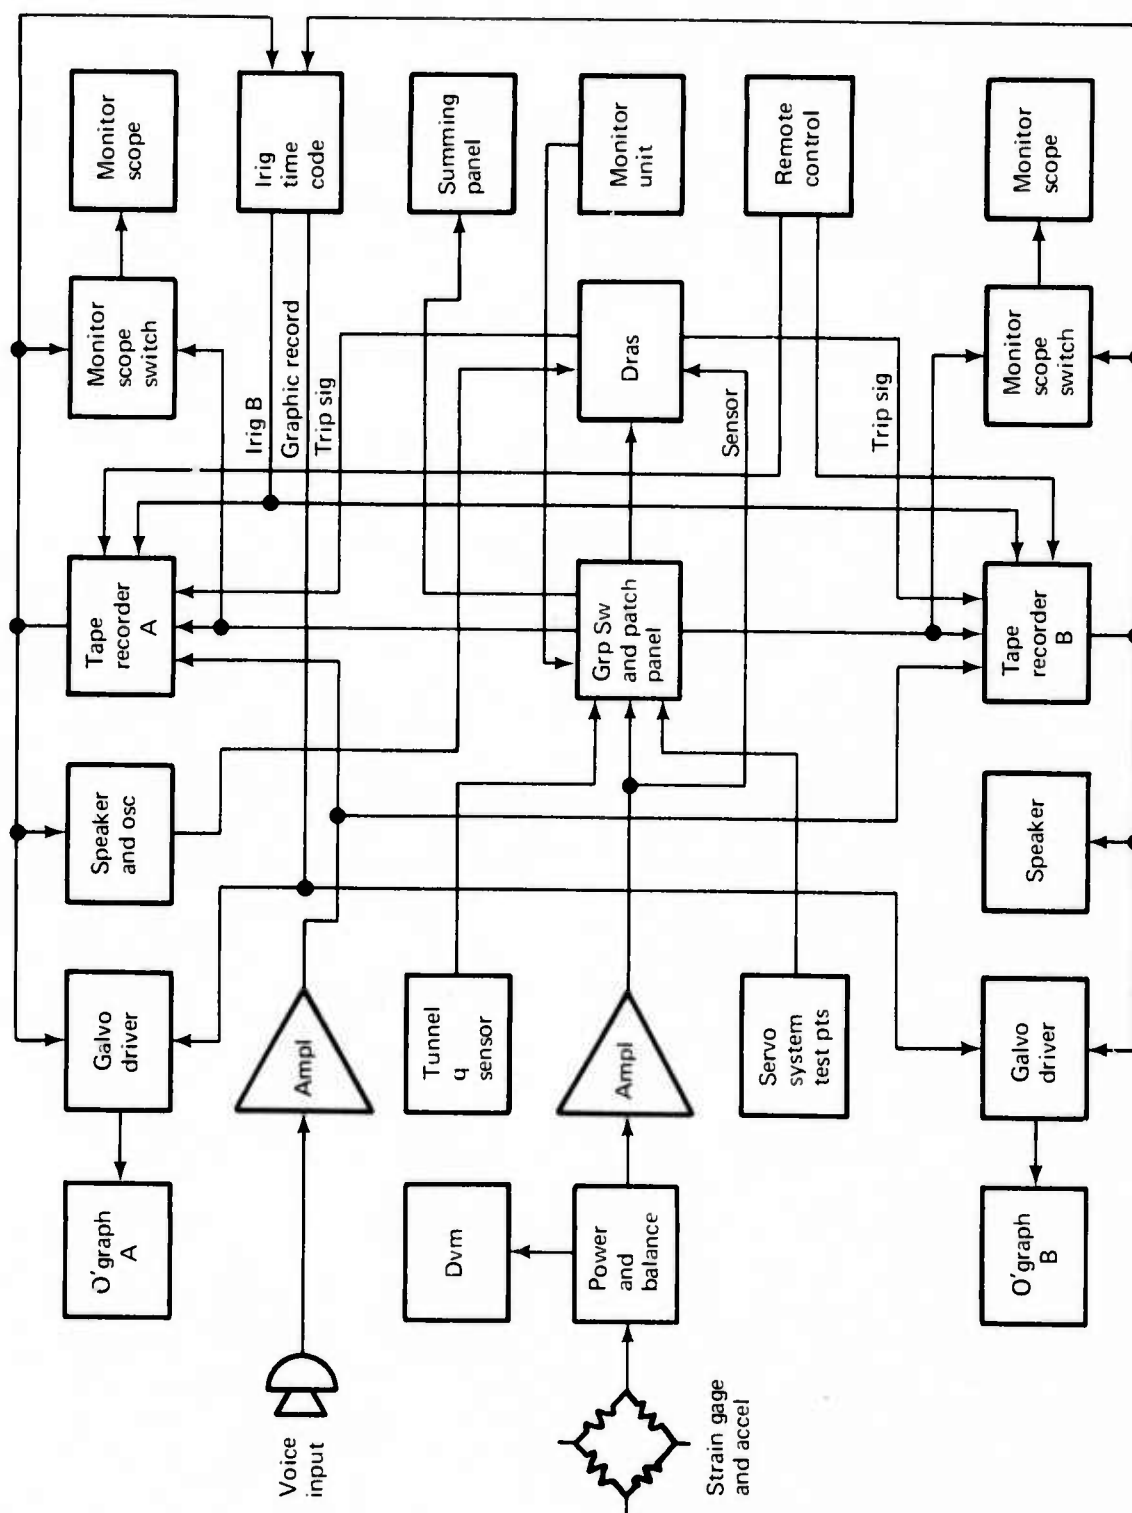 O'graph
A
Galvo
driver
Speaker
and osc
Tape
recorder
A
Monitor
scope
switch
Monitor
scope
Voice
input
Ampl
Irig B
Graphic record
Trip sig
Irig
time
code
Dvm
Tunnel
q
sensor
Summing
panel
Strain gage
and accel
Power
and
balance
Ampl
Grp Sw
and patch
panel
Dras
Monitor
unit
Servo
system
test pts
Sensor
Remote
control
Trip sig
O'graph
B
Galvo
driver
Speaker
Tape
recorder
B
Monitor
scope
switch
Monitor
scope